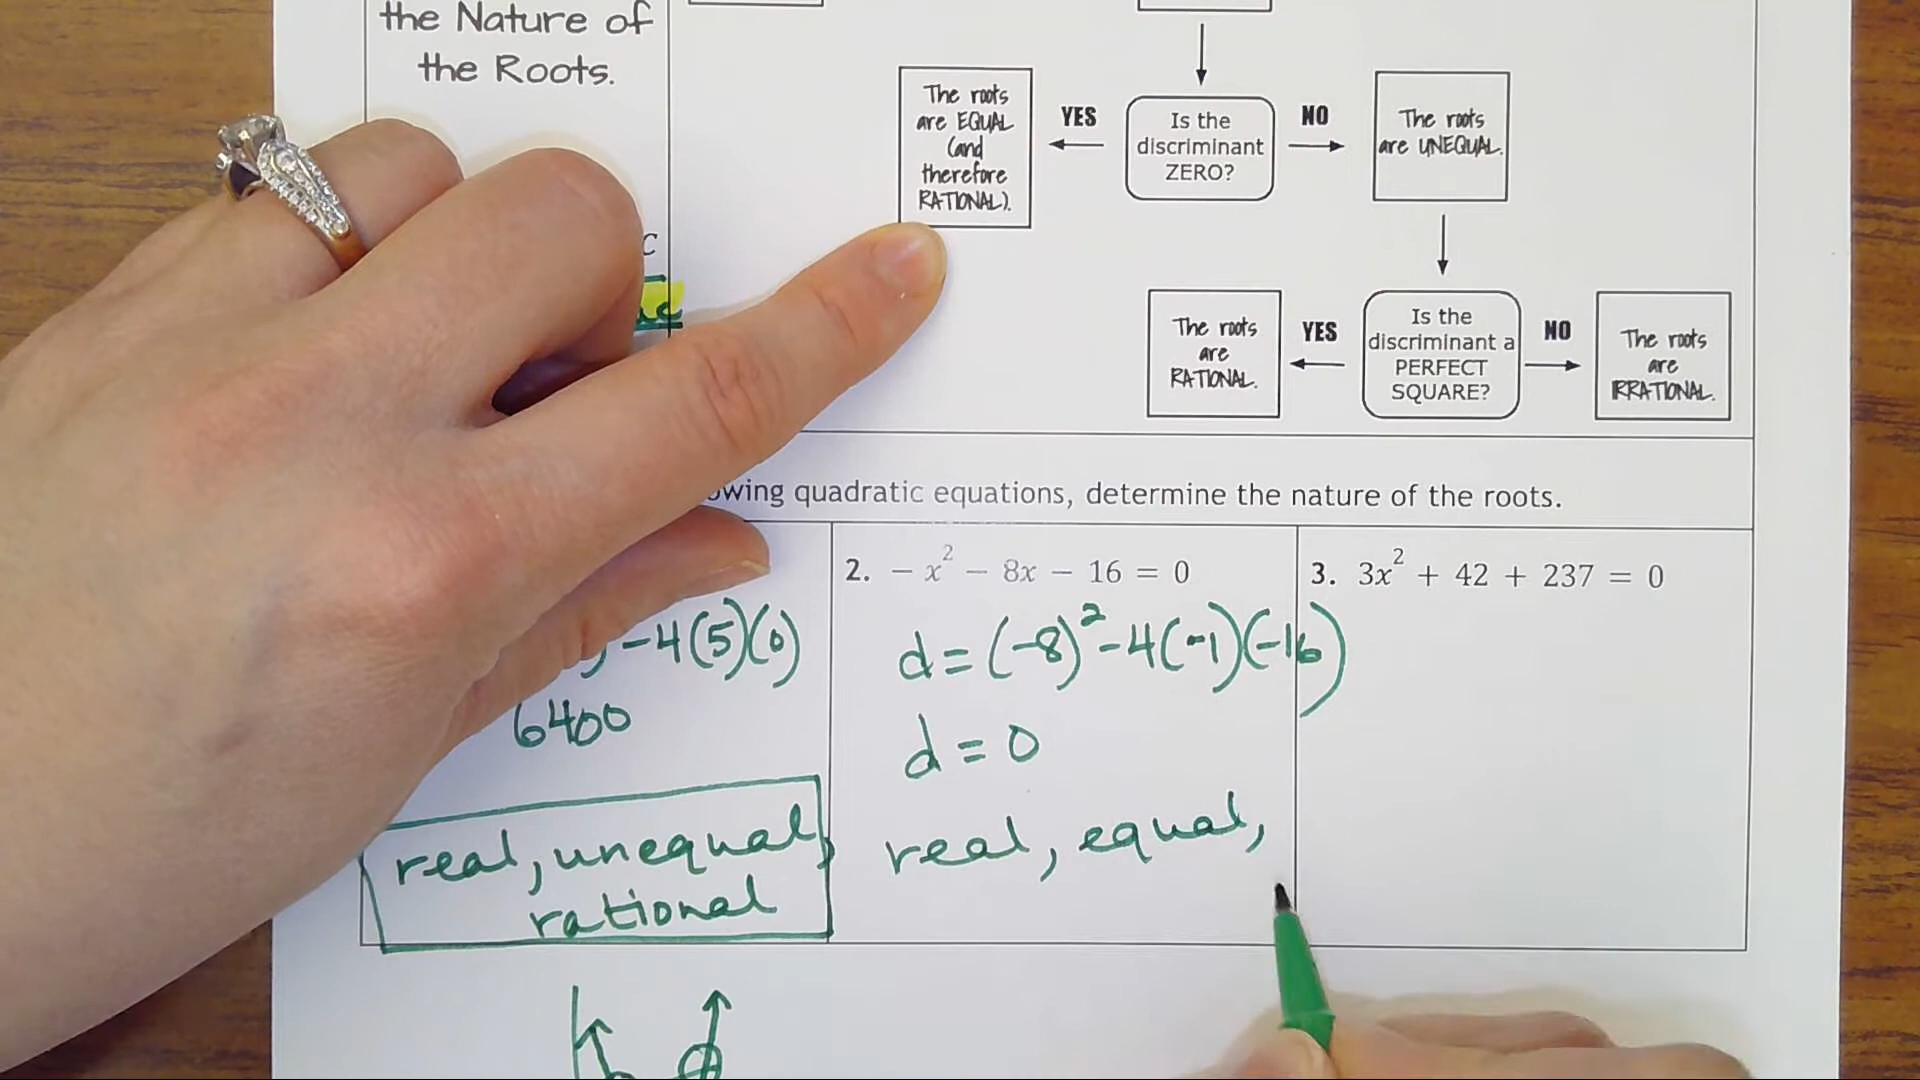 the Nature of
the Roots.
The roots
are EQUAL
(and
therefore
RATIONAL).
YES
Is the
discriminant
ZERO?
NO
The roots
are UNEQUAL.
The roots
are
RATIONAL.
YES
Is the
discriminant a
PERFECT
SQUARE?
NO
The roots
are
IRRATIONAL.
quadratic equations, determine the nature of the roots.
-4(5)(0)
6400
real, unequal,
rational
2. − x² − 8x − 16 = 0
d = (-8)² - 4(-1)(-16)
d = 0
real, equal,
3. 3x² + 42 + 237 = 0